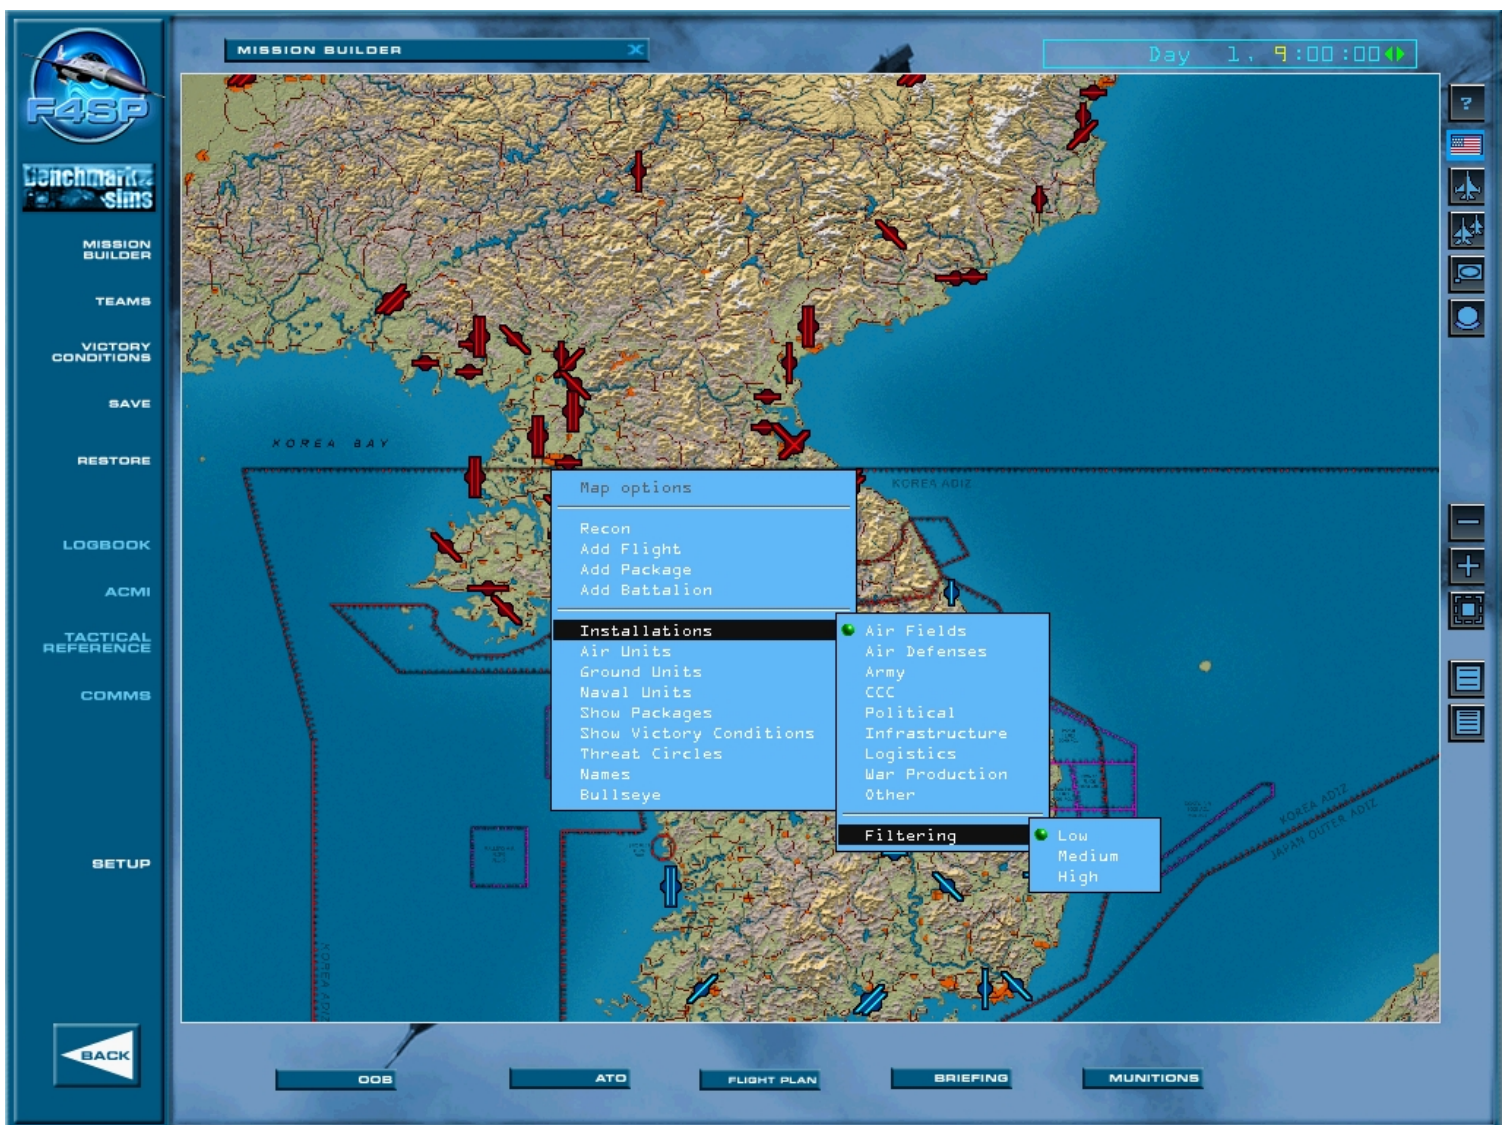 F4SP
benchmark
sims
MISSION BUILDER
X
Day 1, 9:00:00
?
MISSION
BUILDER
TEAMS
VICTORY
CONDITIONS
SAVE
RESTORE
LOGBOOK
ACMI
TACTICAL
REFERENCE
COMMS
SETUP
BACK
KOREA BAY
KOREA ADIZ
Map options
Recon
Add Flight
Add Package
Add Battalion
Installations
Air Units
Ground Units
Naval Units
Show Packages
Show Victory Conditions
Threat Circles
Names
Bullseye
Air Fields
Air Defenses
Army
CCC
Political
Infrastructure
Logistics
War Production
Other
Filtering
Low
Medium
High
KOREA ADIZ
JAPAN OUTER ADIZ
KOREA ADIZ
OOB
ATO
FLIGHT PLAN
BRIEFING
MUNITIONS